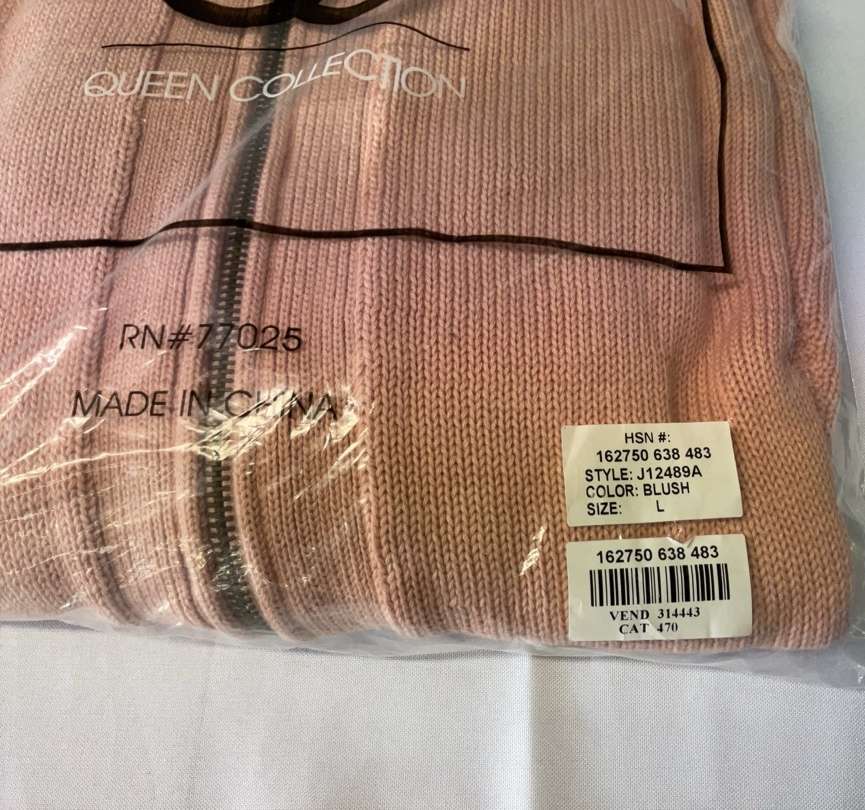 QUEEN COLLECTION
RN#77025
MADE IN CHINA
HSN #:
162750 638 483
STYLE: J12489A
COLOR: BLUSH
SIZE: L
162750 638 483
VEND 314443
CAT 470